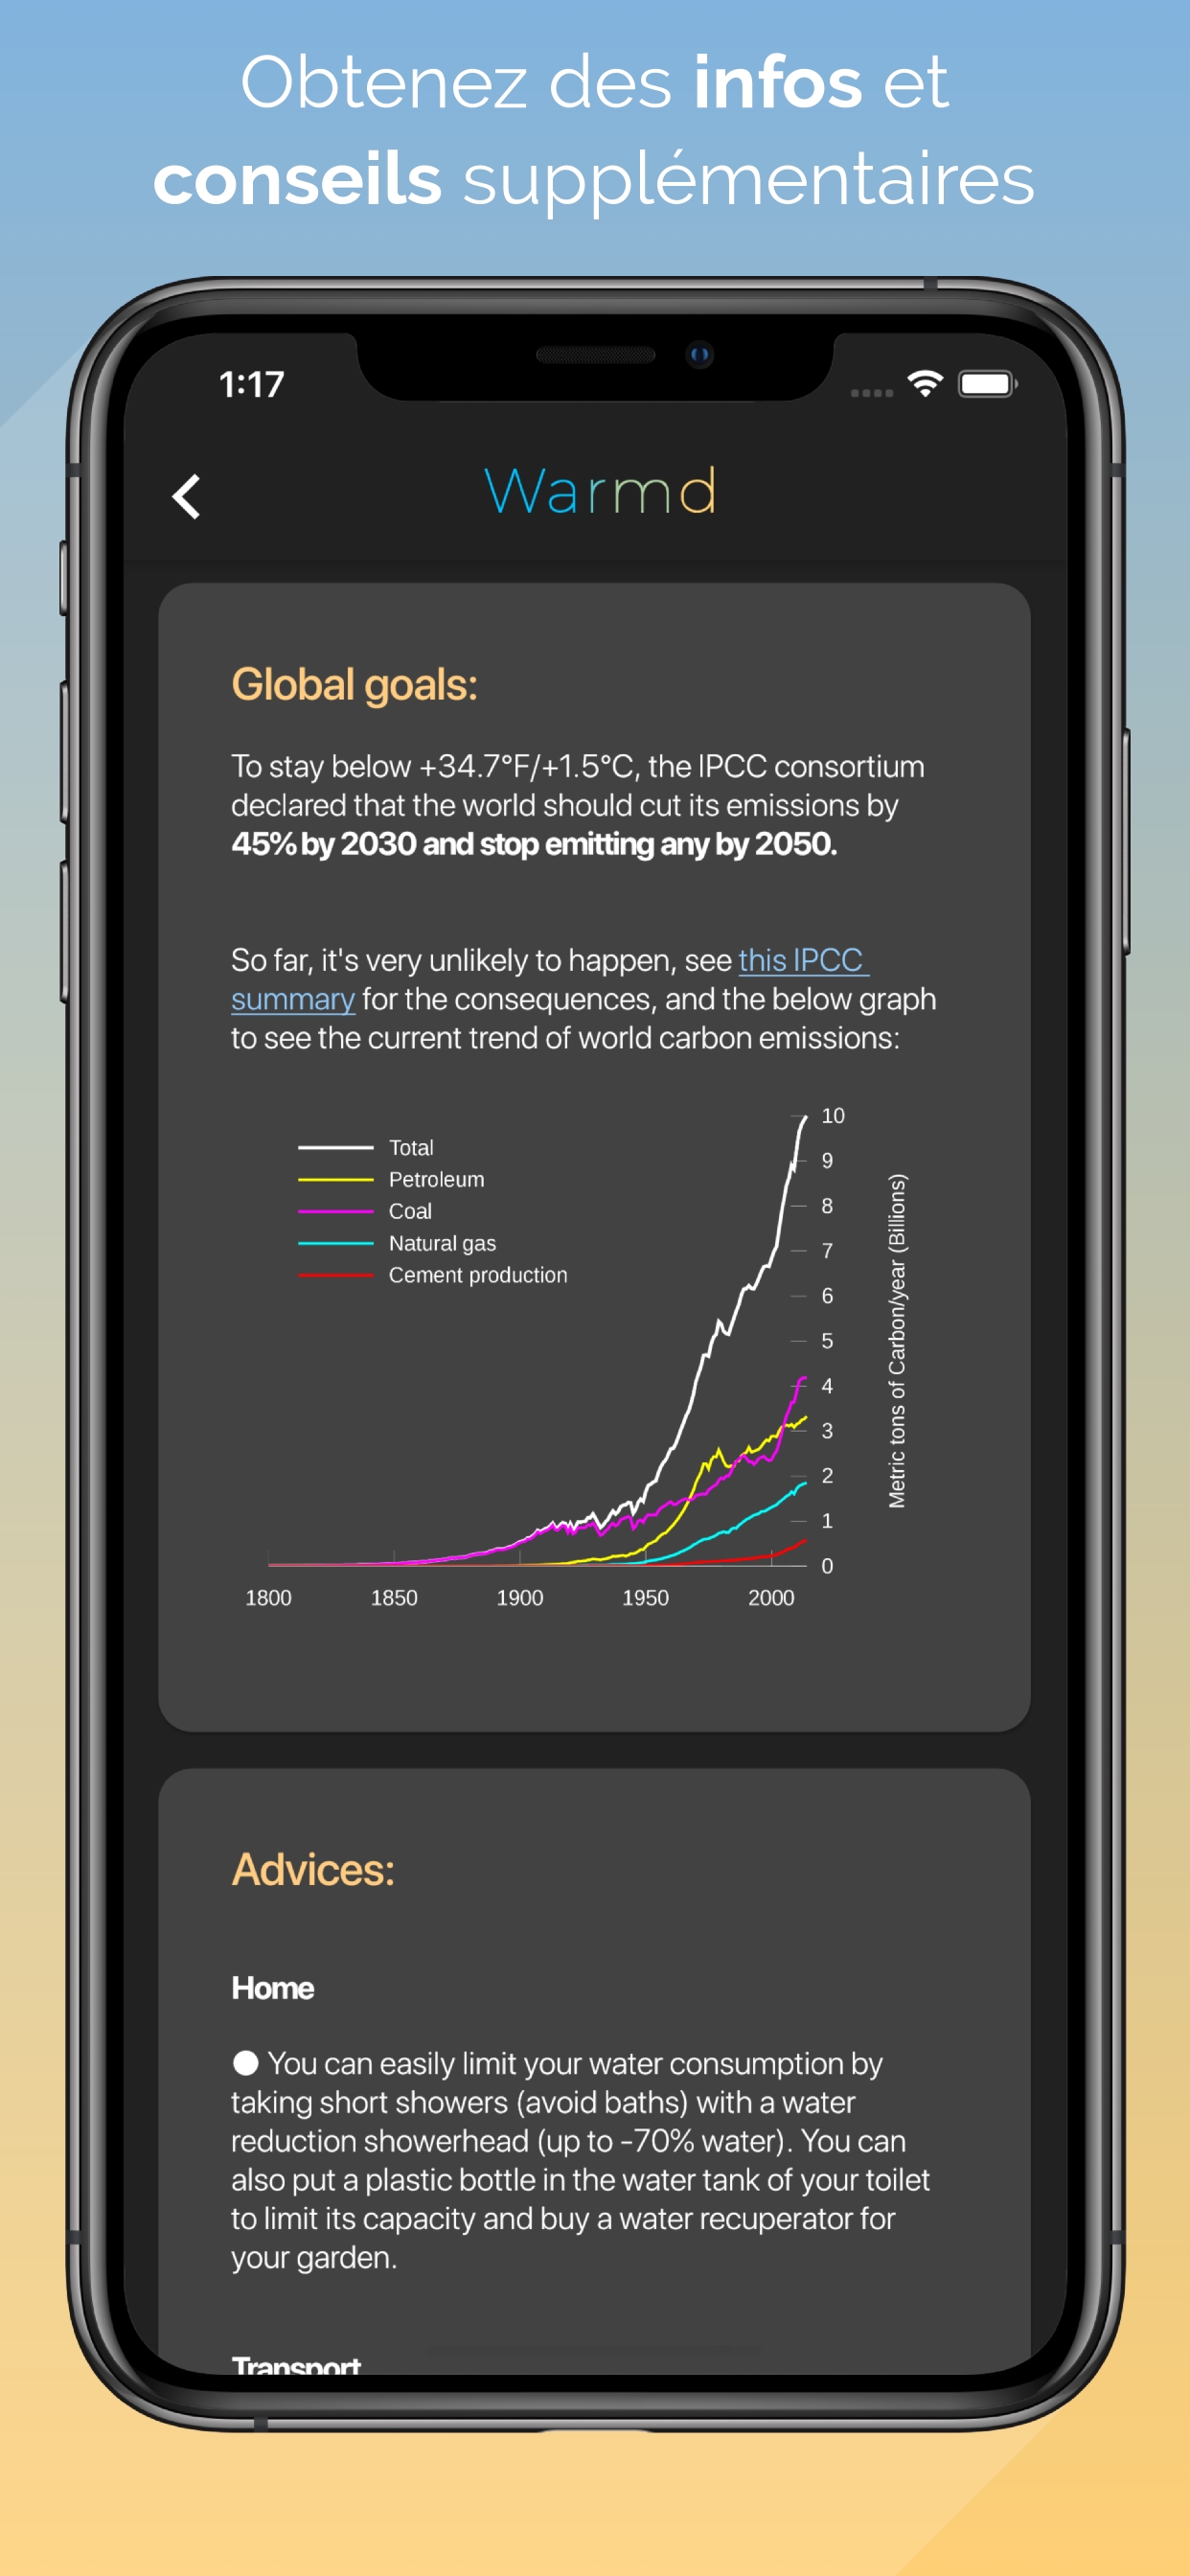 Obtenez des infos et
conseils supplémentaires
1:17
Warmd
Global goals:
To stay below +34.7°F/+1.5°C, the IPCC consortium
declared that the world should cut its emissions by
45% by 2030 and stop emitting any by 2050.
So far, it's very unlikely to happen, see this IPCC
summary for the consequences, and the below graph
to see the current trend of world carbon emissions:
Total
Petroleum
Coal
Natural gas
Cement production
10
9
8
7
6
5
4
3
2
1
0
Metric tons of Carbon/year (Billions)
1800 1850 1900 1950 2000
Advices:
Home
● You can easily limit your water consumption by
taking short showers (avoid baths) with a water
reduction showerhead (up to -70% water). You can
also put a plastic bottle in the water tank of your toilet
to limit its capacity and buy a water recuperator for
your garden.
Transport